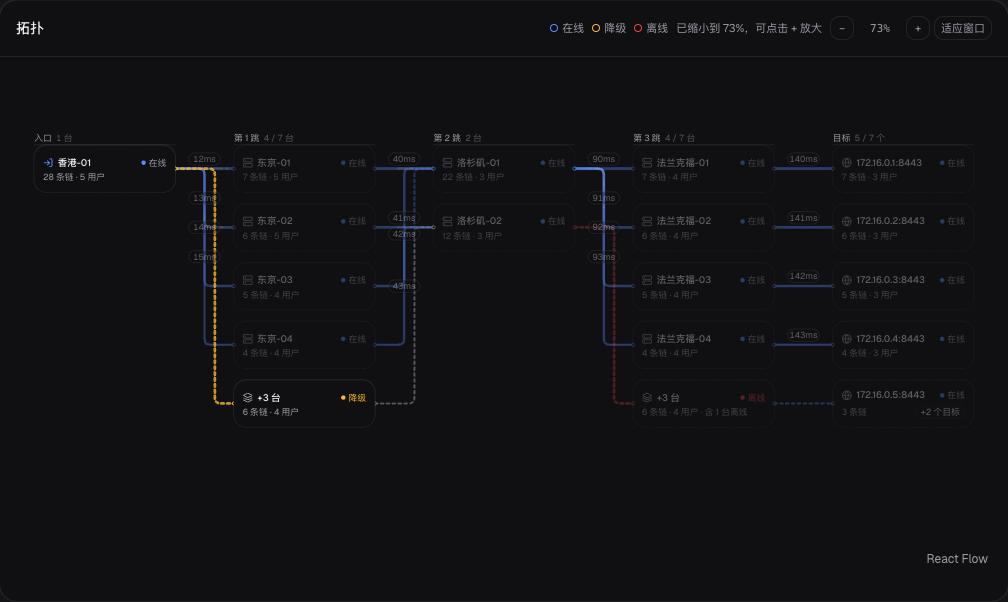 拓扑
在线 降级 离线 已缩小到 73%，可点击 + 放大 − 73% + 适应窗口
入口 1 台
香港-01 在线
28 条链 · 5 用户
12ms
13ms
14ms
15ms
第 1 跳 4 / 7 台
东京-01 在线
7 条链 · 5 用户
东京-02 在线
6 条链 · 5 用户
东京-03 在线
5 条链 · 4 用户
东京-04 在线
4 条链 · 4 用户
+3 台 降级
6 条链 · 4 用户
40ms
41ms
42ms
43ms
第 2 跳 2 台
洛杉矶-01 在线
22 条链 · 3 用户
洛杉矶-02 在线
12 条链 · 3 用户
90ms
91ms
92ms
93ms
第 3 跳 4 / 7 台
法兰克福-01 在线
7 条链 · 4 用户
法兰克福-02 在线
6 条链 · 4 用户
法兰克福-03 在线
5 条链 · 4 用户
法兰克福-04 在线
4 条链 · 4 用户
+3 台 离线
6 条链 · 4 用户 · 含 1 台离线
140ms
141ms
142ms
143ms
目标 5 / 7 个
172.16.0.1:8443 在线
7 条链 · 3 用户
172.16.0.2:8443 在线
6 条链 · 3 用户
172.16.0.3:8443 在线
5 条链 · 3 用户
172.16.0.4:8443 在线
4 条链 · 3 用户
172.16.0.5:8443 在线
3 条链 +2 个目标
React Flow